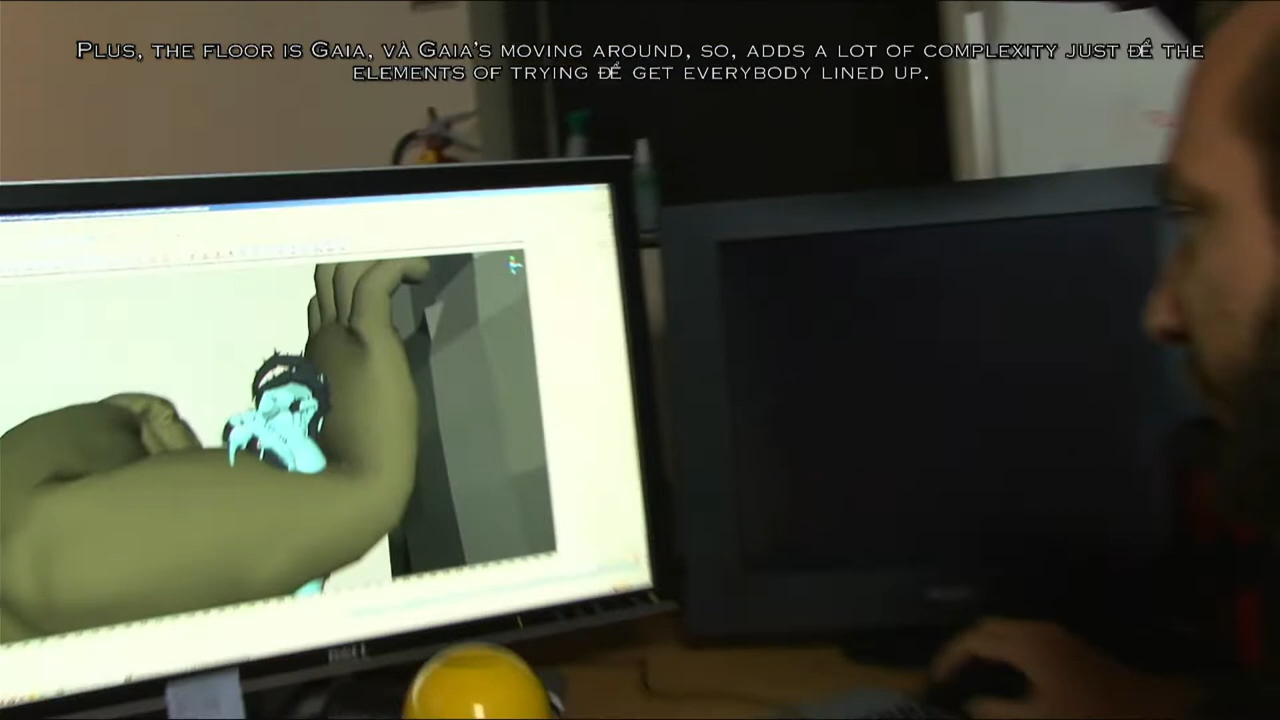 Plus, the floor is Gaia, và Gaia's moving around, so, adds a lot of complexity just để the
elements of trying để get everybody lined up.
DELL